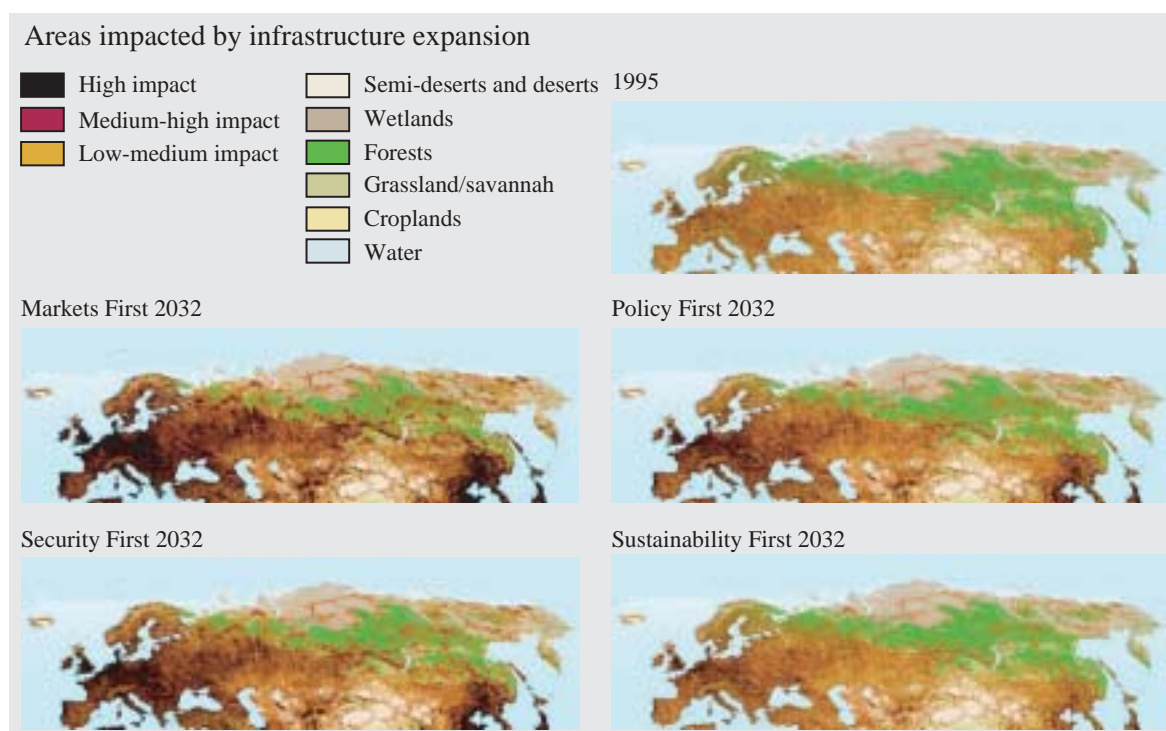 Areas impacted by infrastructure expansion
High impact
Medium-high impact
Low-medium impact
Semi-deserts and deserts
Wetlands
Forests
Grassland/savannah
Croplands
Water
1995
Markets First 2032
Policy First 2032
Security First 2032
Sustainability First 2032